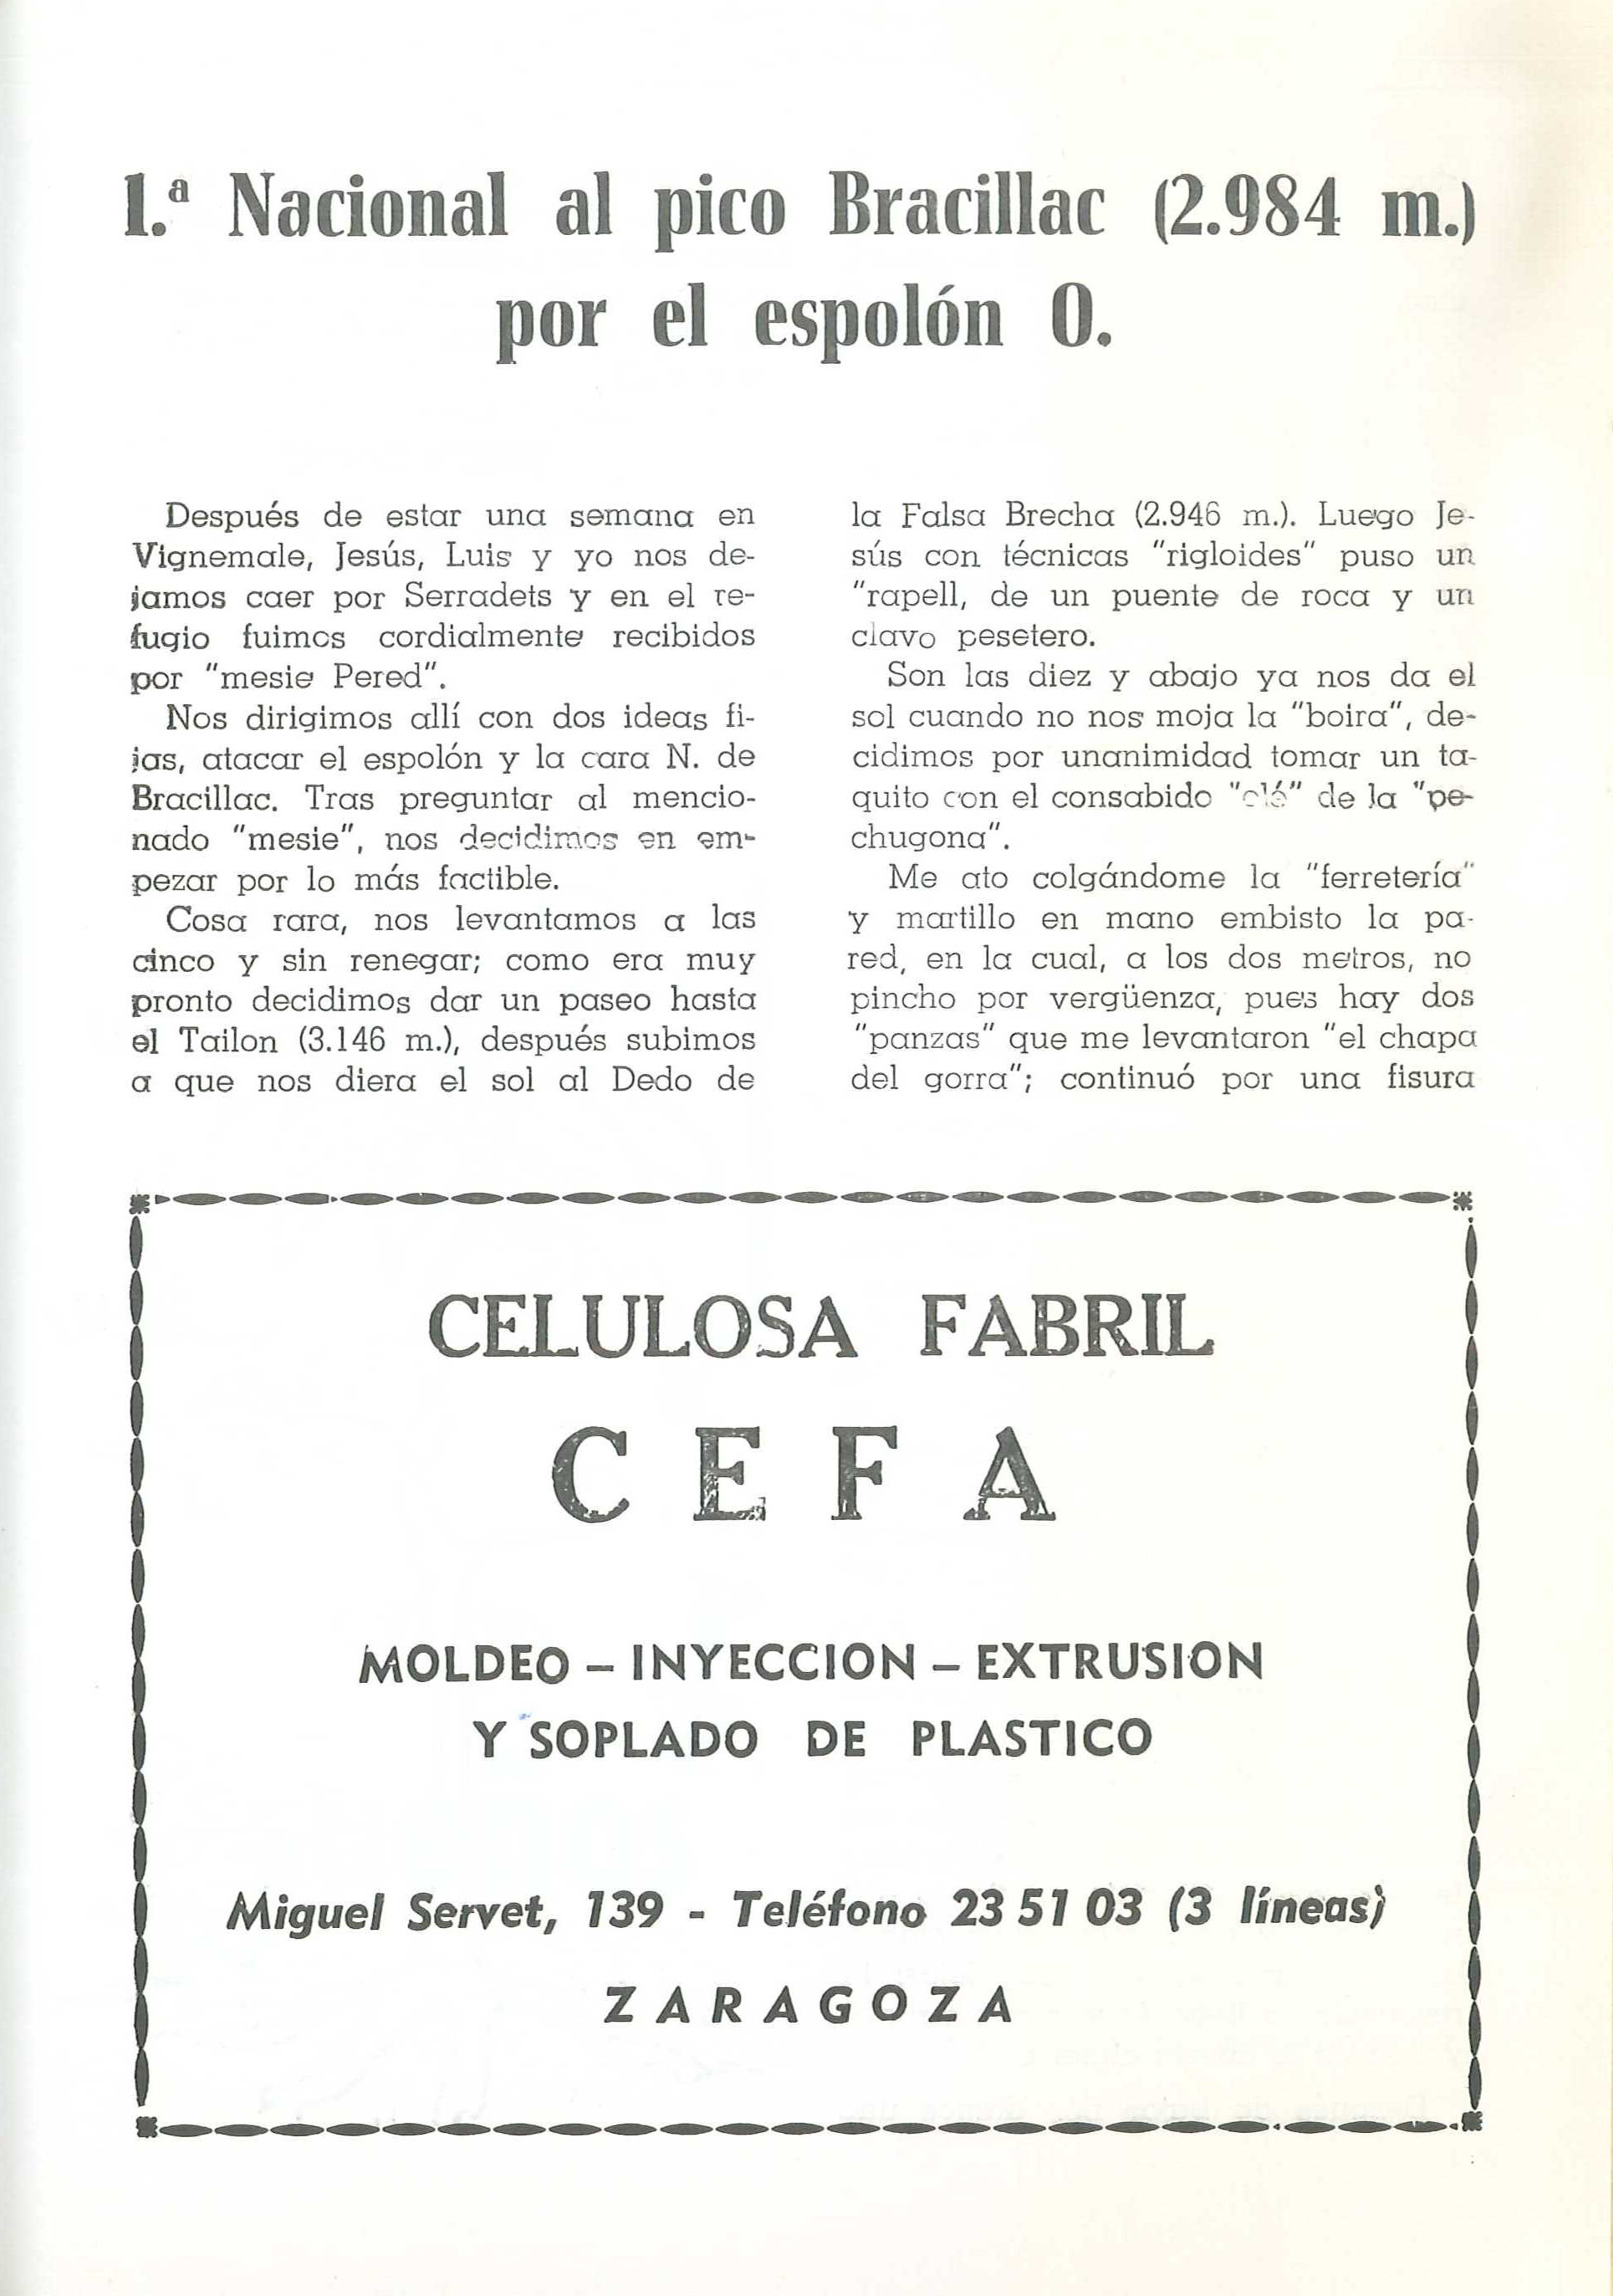 1.ª Nacional al pico Bracillac (2.984 m.)
por el espolón O.
Después de estar una semana en
Vignemale, Jesús, Luis y yo nos de-
jamos caer por Serradets y en el re-
fugio fuimos cordialmente recibidos
por "mesie Pered".
Nos dirigimos allí con dos ideas fi-
jas, atacar el espolón y la cara N. de
Bracillac. Tras preguntar al mencio-
nado "mesie", nos decidimos en em-
pezar por lo más factible.
Cosa rara, nos levantamos a las
cinco y sin renegar; como era muy
pronto decidimos dar un paseo hasta
el Tailon (3.146 m.), después subimos
a que nos diera el sol al Dedo de
la Falsa Brecha (2.946 m.). Luego Je-
sús con técnicas "rigloides" puso un
"rapell, de un puente de roca y un
clavo pesetero.
Son las diez y abajo ya nos da el
sol cuando no nos moja la "boira", de-
cidimos por unanimidad tomar un ta-
quito con el consabido "olé" de la "pe-
chugona".
Me ato colgándome la "ferretería"
y martillo en mano embisto la pa-
red, en la cual, a los dos metros, no
pincho por vergüenza, pues hay dos
"panzas" que me levantaron "el chapa
del gorra"; continuó por una fisura
CELULOSA FABRIL
CEFA
MOLDEO – INYECCION – EXTRUSION
Y SOPLADO DE PLASTICO
Miguel Servet, 139 - Teléfono 23 51 03 (3 líneas)
ZARAGOZA